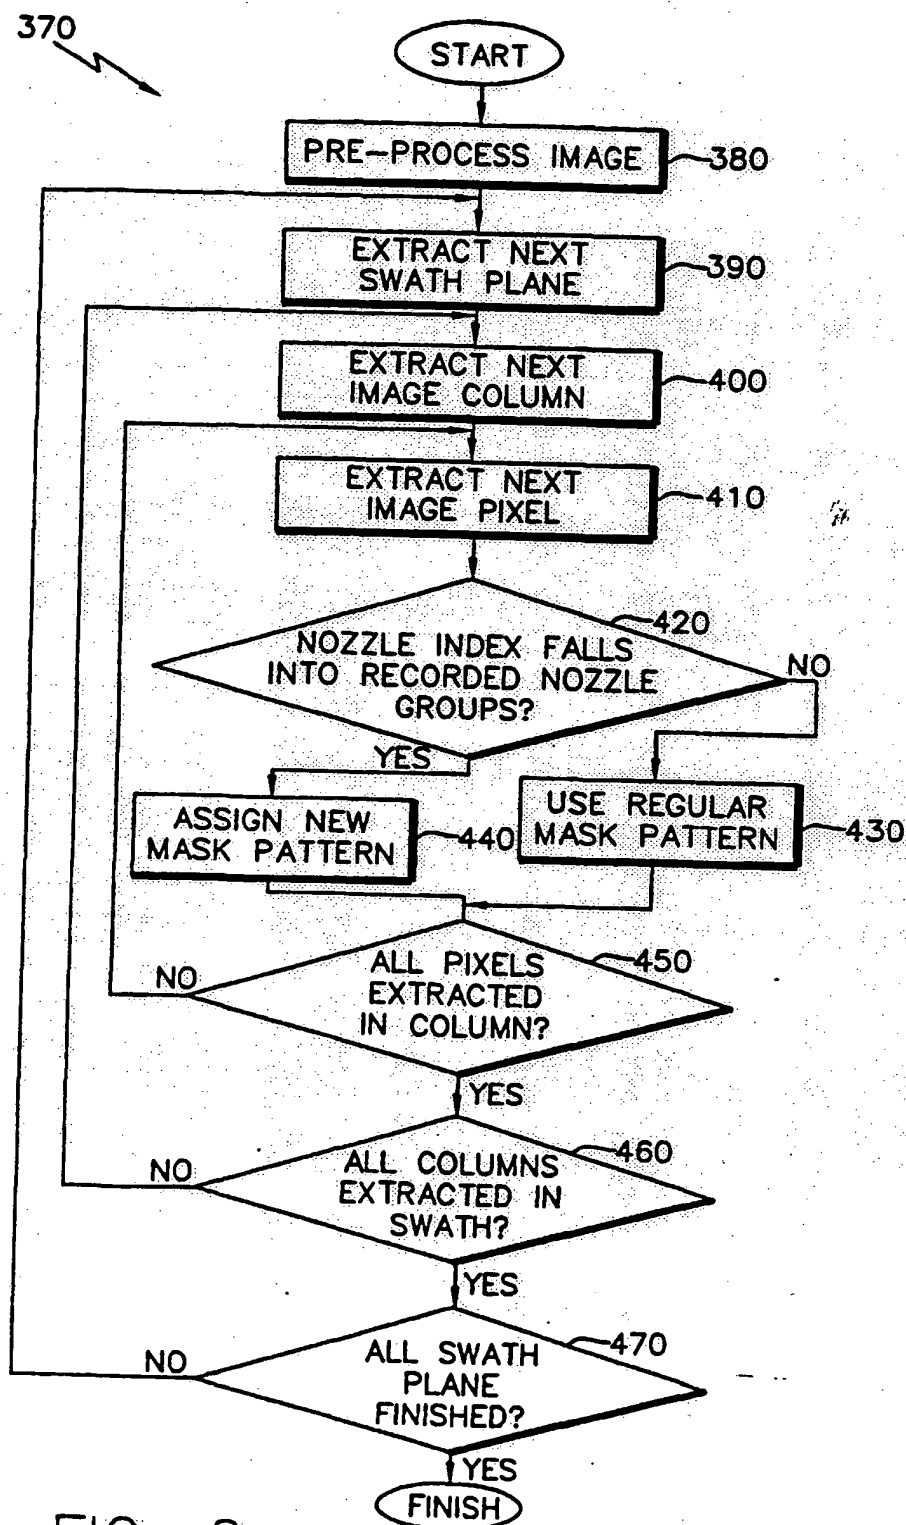 370
START
PRE-PROCESS IMAGE
380
EXTRACT NEXT
SWATH PLANE
390
EXTRACT NEXT
IMAGE COLUMN
400
EXTRACT NEXT
IMAGE PIXEL
410
420
NOZZLE INDEX FALLS
INTO RECORDED NOZZLE
GROUPS?
NO
YES
ASSIGN NEW
MASK PATTERN
440
USE REGULAR
MASK PATTERN
430
450
ALL PIXELS
EXTRACTED
IN COLUMN?
NO
YES
460
ALL COLUMNS
EXTRACTED IN
SWATH?
NO
YES
470
ALL SWATH
PLANE
FINISHED?
NO
YES
FINISH
FIG.